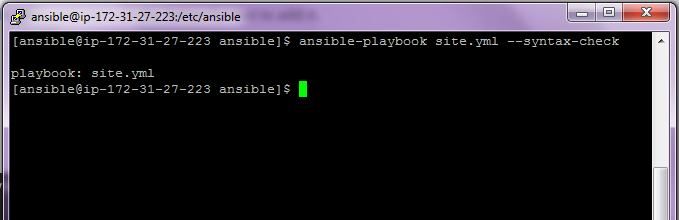 ansible@ip-172-31-27-223:/etc/ansible
[ansible@ip-172-31-27-223 ansible]$ ansible-playbook site.yml --syntax-check
playbook: site.yml
[ansible@ip-172-31-27-223 ansible]$